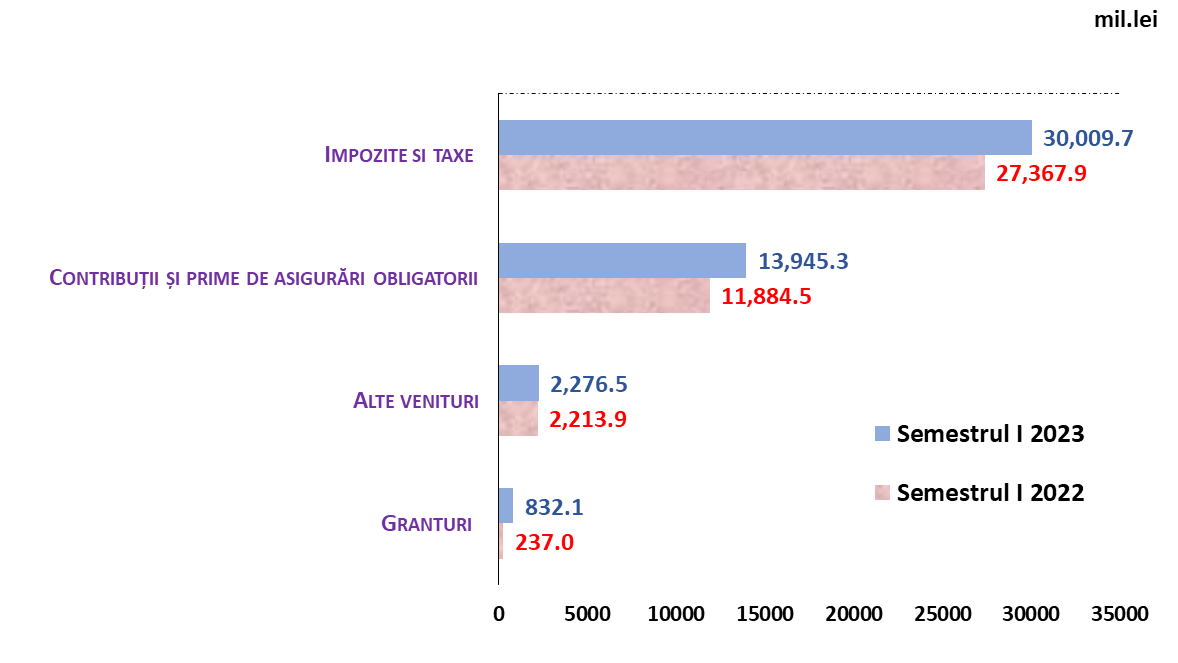 mil.lei
IMPOZITE SI TAXE
30,009.7
27,367.9
CONTRIBUȚII ȘI PRIME DE ASIGURĂRI OBLIGATORII
13,945.3
11,884.5
ALTE VENITURI
2,276.5
2,213.9
Semestrul I 2023
Semestrul I 2022
GRANTURI
832.1
237.0
0 5000 10000 15000 20000 25000 30000 35000